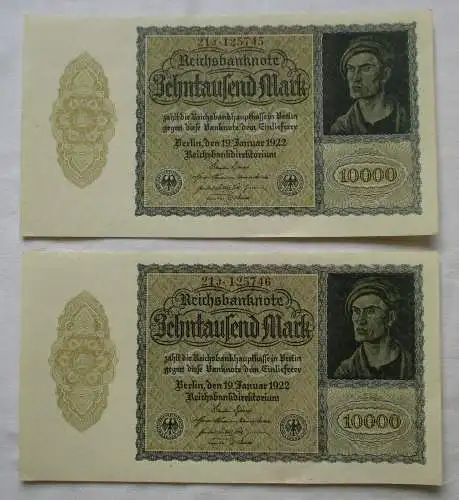 21J·125745
Reichsbanknote
Zehntausend Mark
zahlt die Reichsbankhauptkasse in Berlin
gegen diese Banknote dem Einlieferer
Berlin, den 19. Januar 1922
Reichsbankdirektorium
10000
21J·125746
Reichsbanknote
Zehntausend Mark
zahlt die Reichsbankhauptkasse in Berlin
gegen diese Banknote dem Einlieferer
Berlin, den 19. Januar 1922
Reichsbankdirektorium
10000